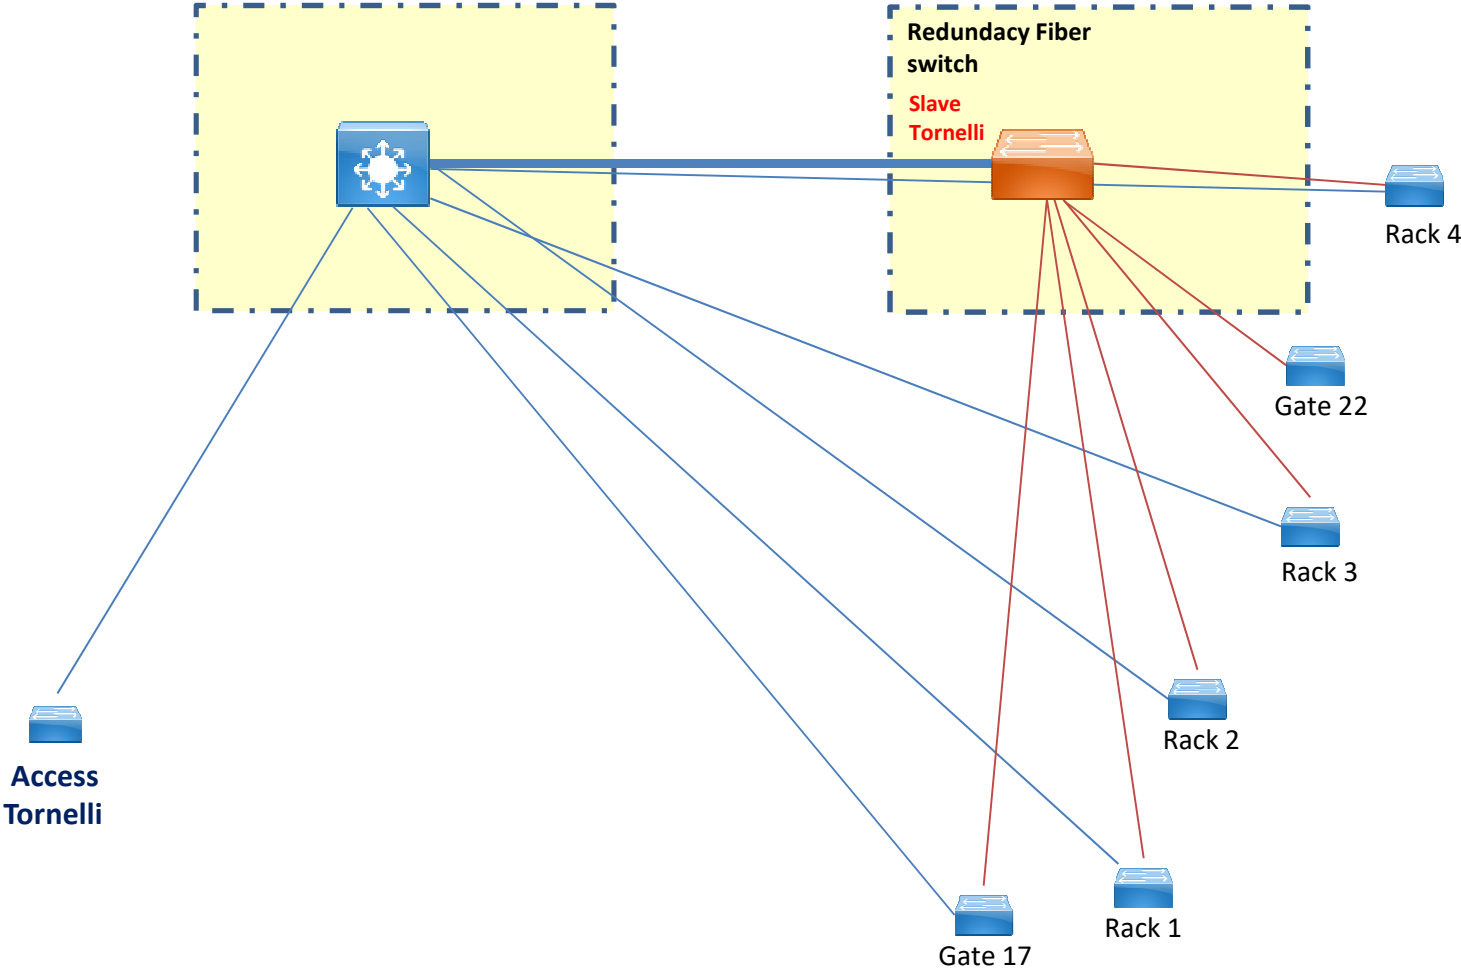 Redundacy Fiber
switch
Slave
Tornelli
Rack 4
Gate 22
Rack 3
Rack 2
Access
Tornelli
Rack 1
Gate 17